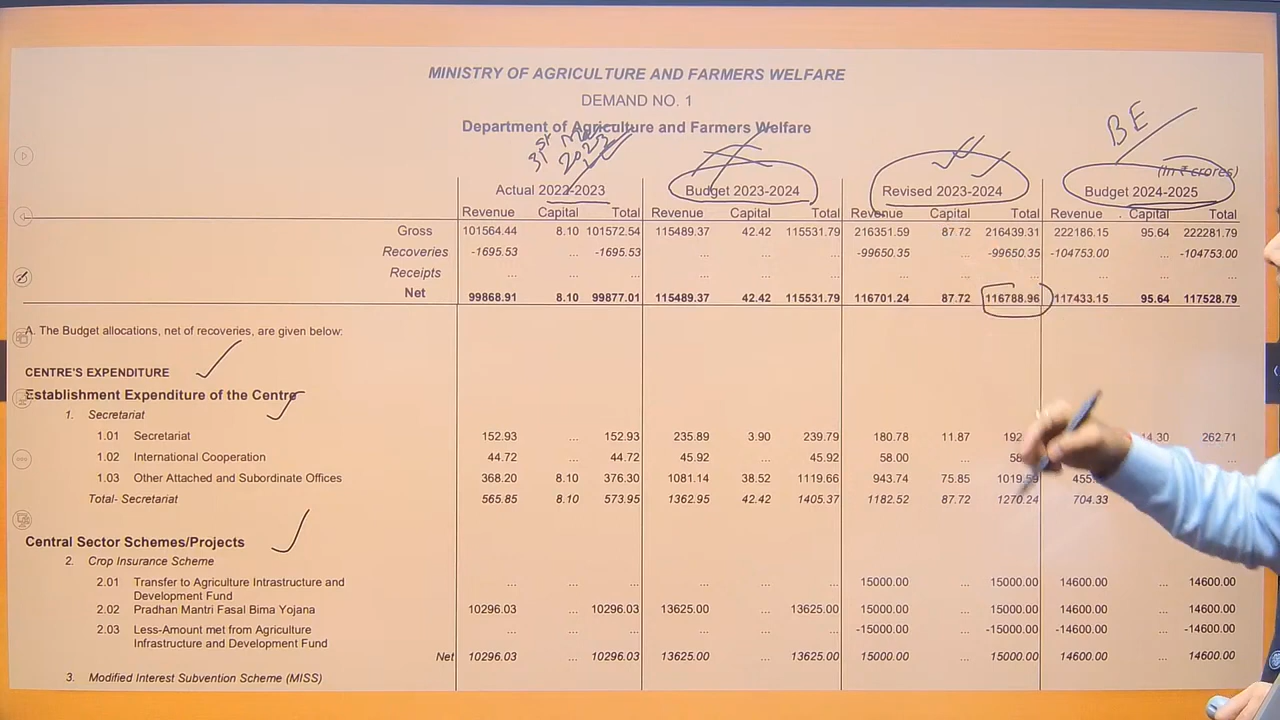 MINISTRY OF AGRICULTURE AND FARMERS WELFARE
DEMAND NO. 1
Department of Agriculture and Farmers Welfare
31st Mar
2023
BE
(In ₹ crores)
Actual 2022-2023 Budget 2023-2024 Revised 2023-2024 Budget 2024-2025
Revenue Capital Total Revenue Capital Total Revenue Capital Total Revenue Capital Total
Gross 101564.44 8.10 101572.54 115489.37 42.42 115531.79 216351.59 87.72 216439.31 222186.15 95.64 222281.79
Recoveries -1695.53 ... -1695.53 ... ... ... -99650.35 ... -99650.35 -104753.00 ... -104753.00
Receipts ... ... ... ... ... ... ... ... ... ... ... ...
Net 99868.91 8.10 99877.01 115489.37 42.42 115531.79 116701.24 87.72 116788.96 117433.15 95.64 117528.79
A. The Budget allocations, net of recoveries, are given below:
CENTRE'S EXPENDITURE
Establishment Expenditure of the Centre
1. Secretariat
1.01 Secretariat 152.93 ... 152.93 235.89 3.90 239.79 180.78 11.87 262.71
1.02 International Cooperation 44.72 ... 44.72 45.92 ... 45.92 58.00 ... ...
1.03 Other Attached and Subordinate Offices 368.20 8.10 376.30 1081.14 38.52 1119.66 943.74 75.85 1019.59
Total- Secretariat 565.85 8.10 573.95 1362.95 42.42 1405.37 1182.52 87.72 1270.24 704.33
Central Sector Schemes/Projects
2. Crop Insurance Scheme
2.01 Transfer to Agriculture Infrastructure and ... ... ... ... ... ... 15000.00 ... 15000.00 14600.00 ... 14600.00
Development Fund
2.02 Pradhan Mantri Fasal Bima Yojana 10296.03 ... 10296.03 13625.00 ... 13625.00 15000.00 ... 15000.00 14600.00 ... 14600.00
2.03 Less-Amount met from Agriculture ... ... ... ... ... ... -15000.00 ... -15000.00 -14600.00 ... -14600.00
Infrastructure and Development Fund
Net 10296.03 ... 10296.03 13625.00 ... 13625.00 15000.00 ... 15000.00 14600.00 ... 14600.00
3. Modified Interest Subvention Scheme (MISS)